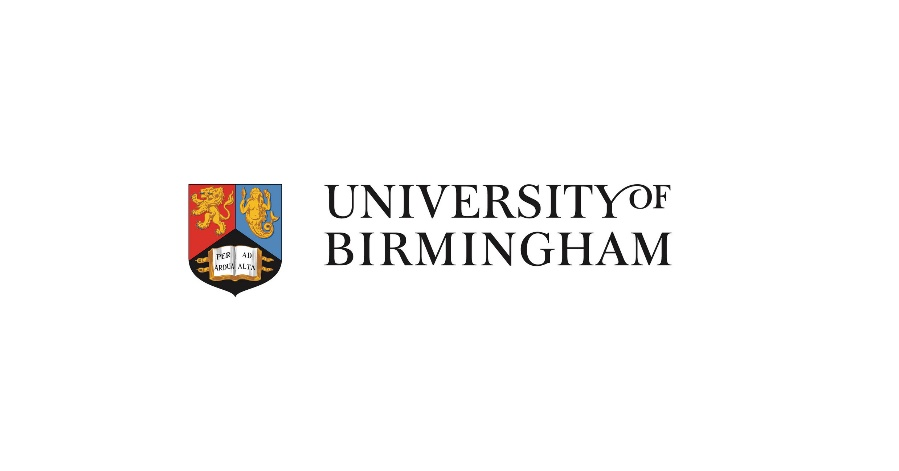 PER AD
ARDUA ALTA
UNIVERSITY OF
BIRMINGHAM